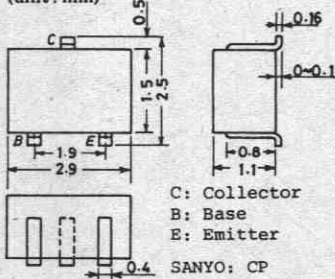 (unit: mm)
0.5
0.16
C
0~0.1
1.5
2.5
B
E
1.9
2.9
0.8
1.1
C: Collector
B: Base
E: Emitter
0.4
SANYO: CP